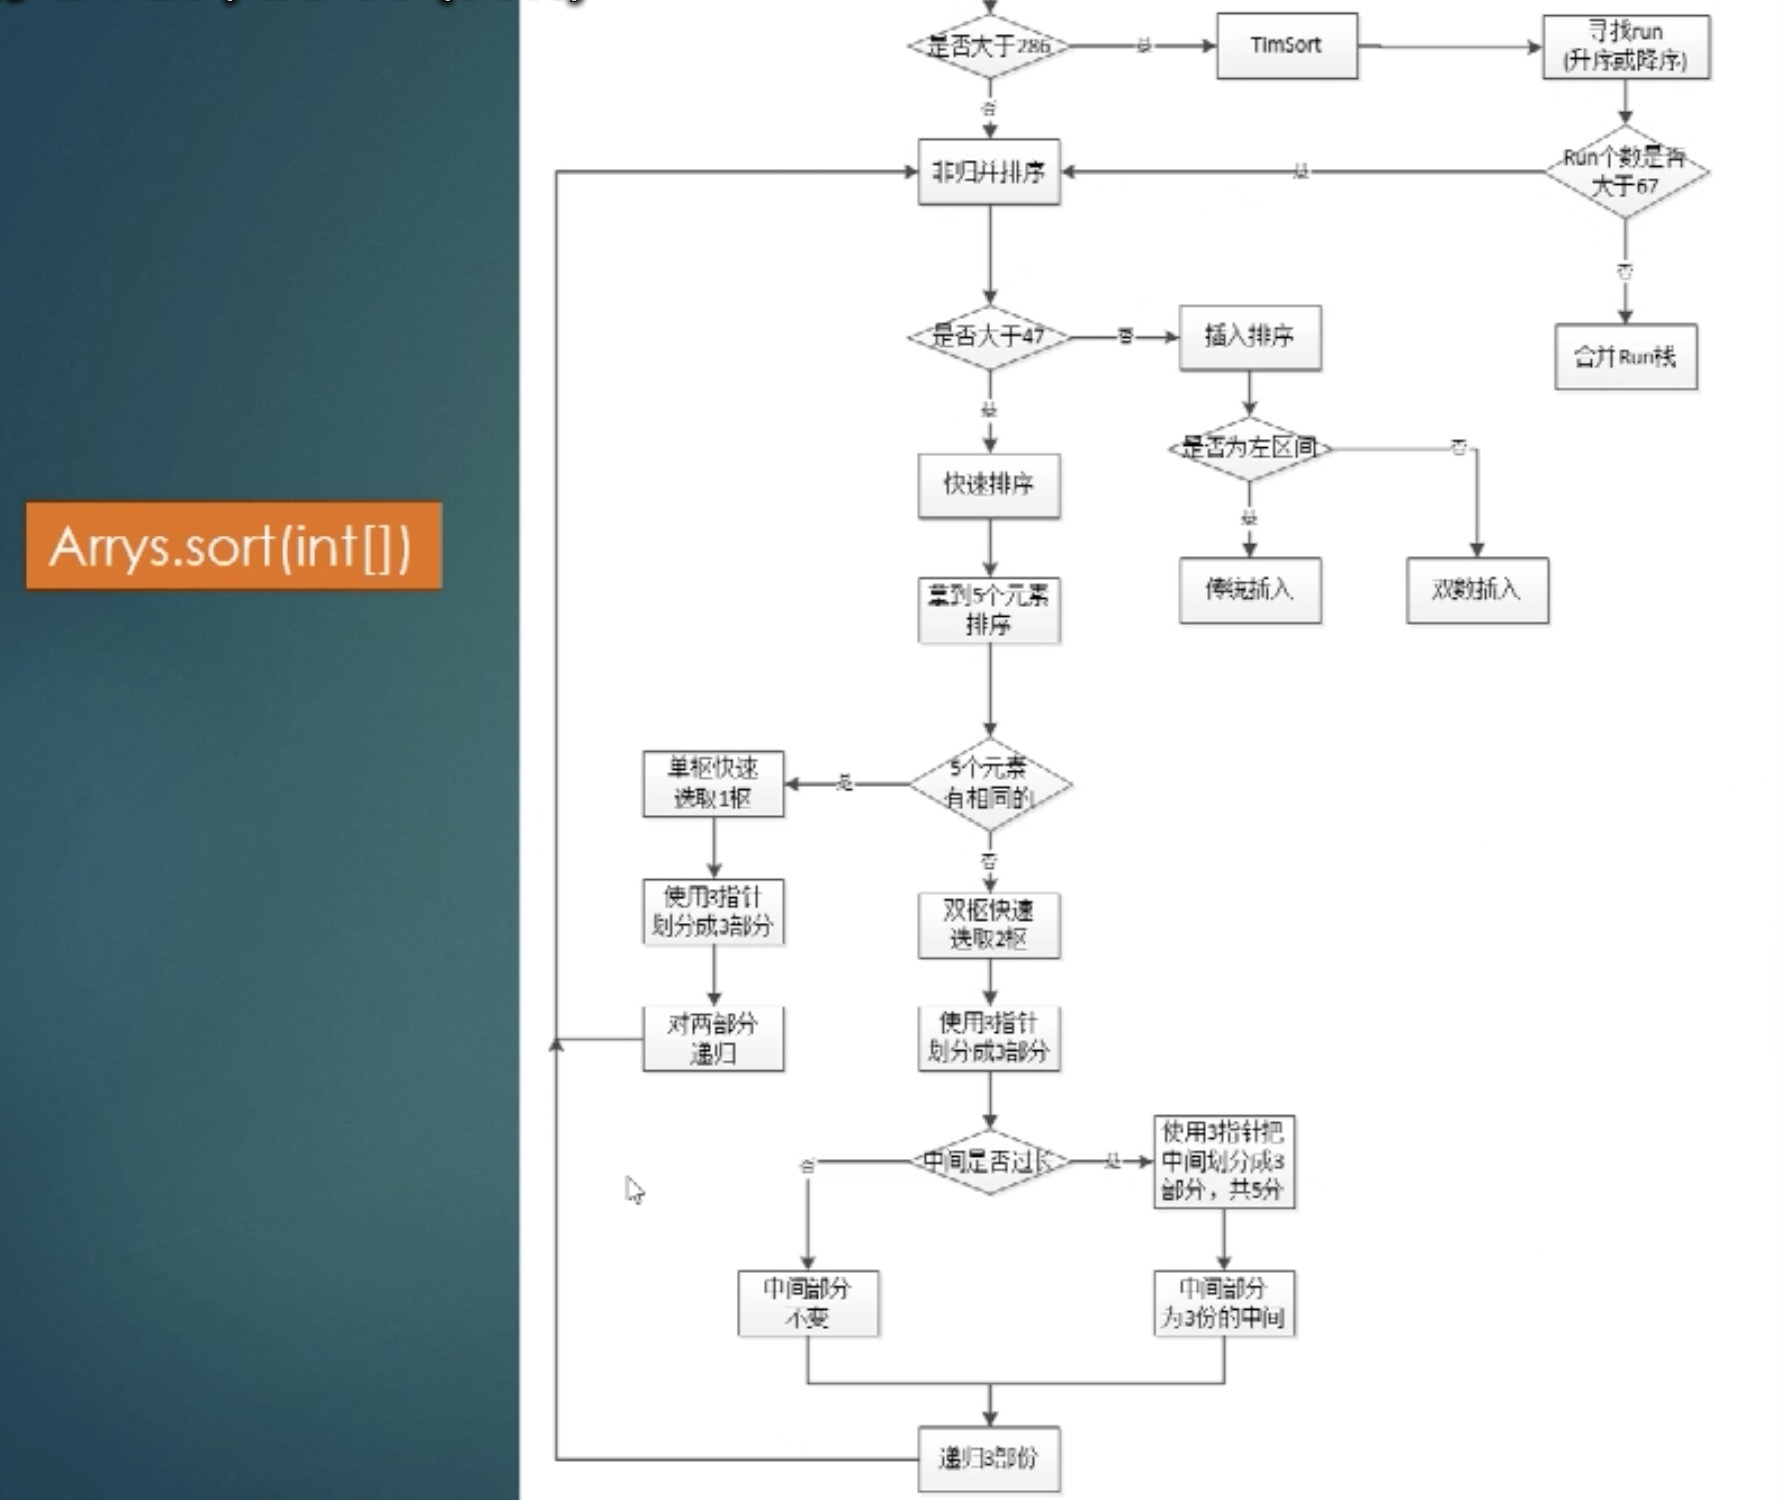 Arrys.sort(int[])
是否大于286
是
TimSort
寻找run
(升序或降序)
否
非归并排序
是
Run个数是否
大于67
否
合并Run栈
是否大于47
否
插入排序
是
是否为左区间
否
快速排序
是
传统插入
双数插入
拿到5个元素
排序
5个元素
有相同的
是
单枢快速
选取1枢
否
使用3指针
划分成3部分
双枢快速
选取2枢
对两部分
递归
使用3指针
划分成3部分
中间是否过长
否
是
使用3指针把
中间划分成3
部分，共5分
中间部分
不变
中间部分
为3份的中间
递归3部份